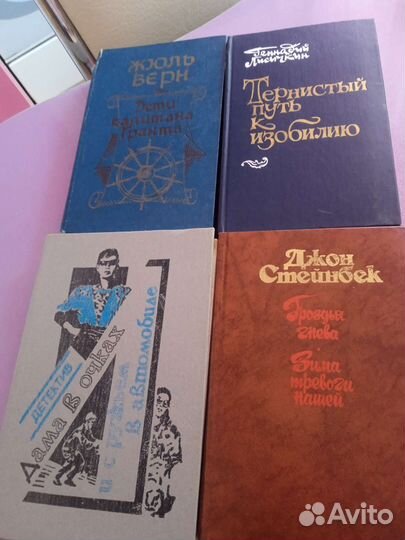 ЖЮЛЬ
ВЕРН
Дети
капитана
Гранта
Геннадий
Лисичкин
Тернистый
путь
к
изобилию
ДЕТЕКТИВ
Дама в очках
и с ружьем
в автомобиле
Джон
Стейнбек
Гроздья
гнева
Зима
тревоги
нашей
Avito